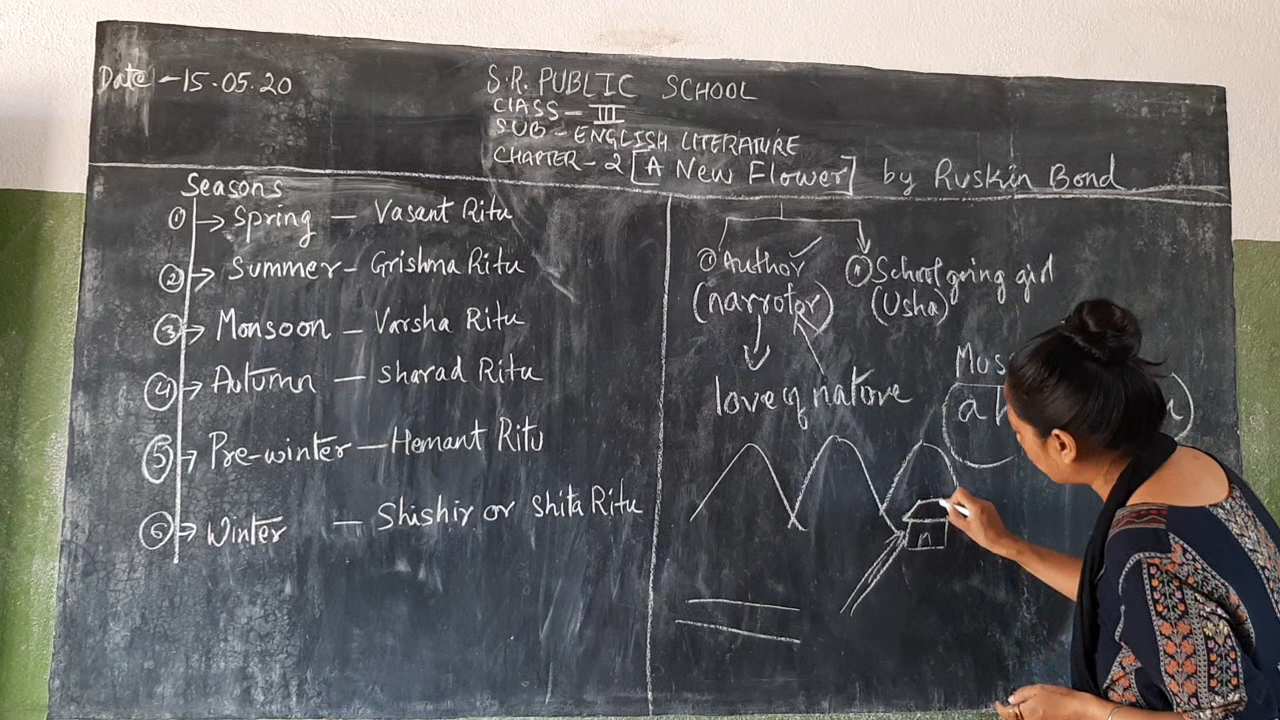 Date - 15.05.20
S.R. PUBLIC SCHOOL
CLASS - III
SUB - ENGLISH LITERATURE
CHAPTER - 2 [A New Flower] by Ruskin Bond
Seasons
① → Spring — Vasant Ritu
② → Summer - Grishma Ritu
③ → Monsoon — Varsha Ritu
④ → Autumn — Sharad Ritu
⑤ → Pre-winter — Hemant Ritu
⑥ → Winter — Shishir or Shita Ritu
① Author ✓
(narrotor)
love of nature
① School going girl
(Usha)